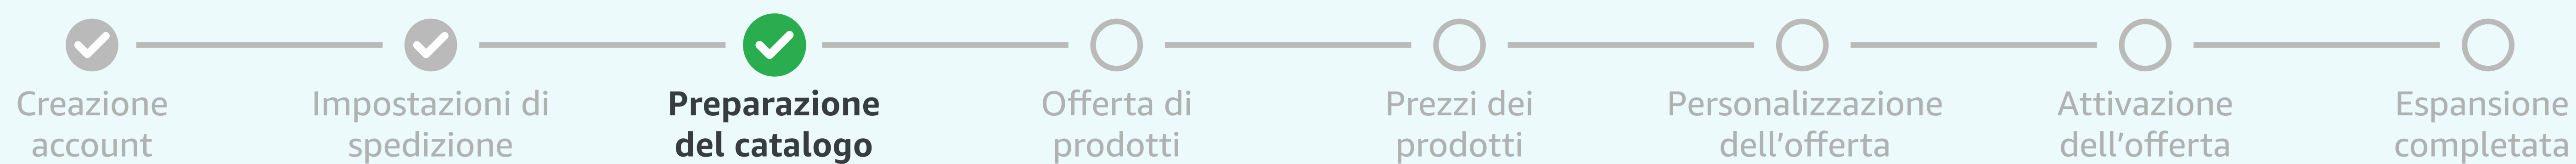 Creazione
account
Impostazioni di
spedizione
Preparazione
del catalogo
Offerta di
prodotti
Prezzi dei
prodotti
Personalizzazione
dell’offerta
Attivazione
dell’offerta
Espansione
completata